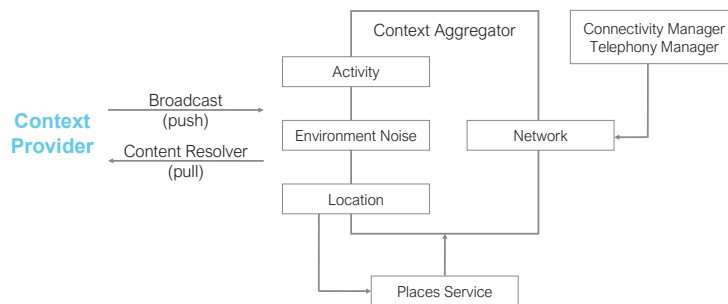 Context Aggregator
Connectivity Manager
Telephony Manager
Activity
Broadcast
(push)
Context
Provider
Content Resolver
(pull)
Environment Noise
Network
Location
Places Service